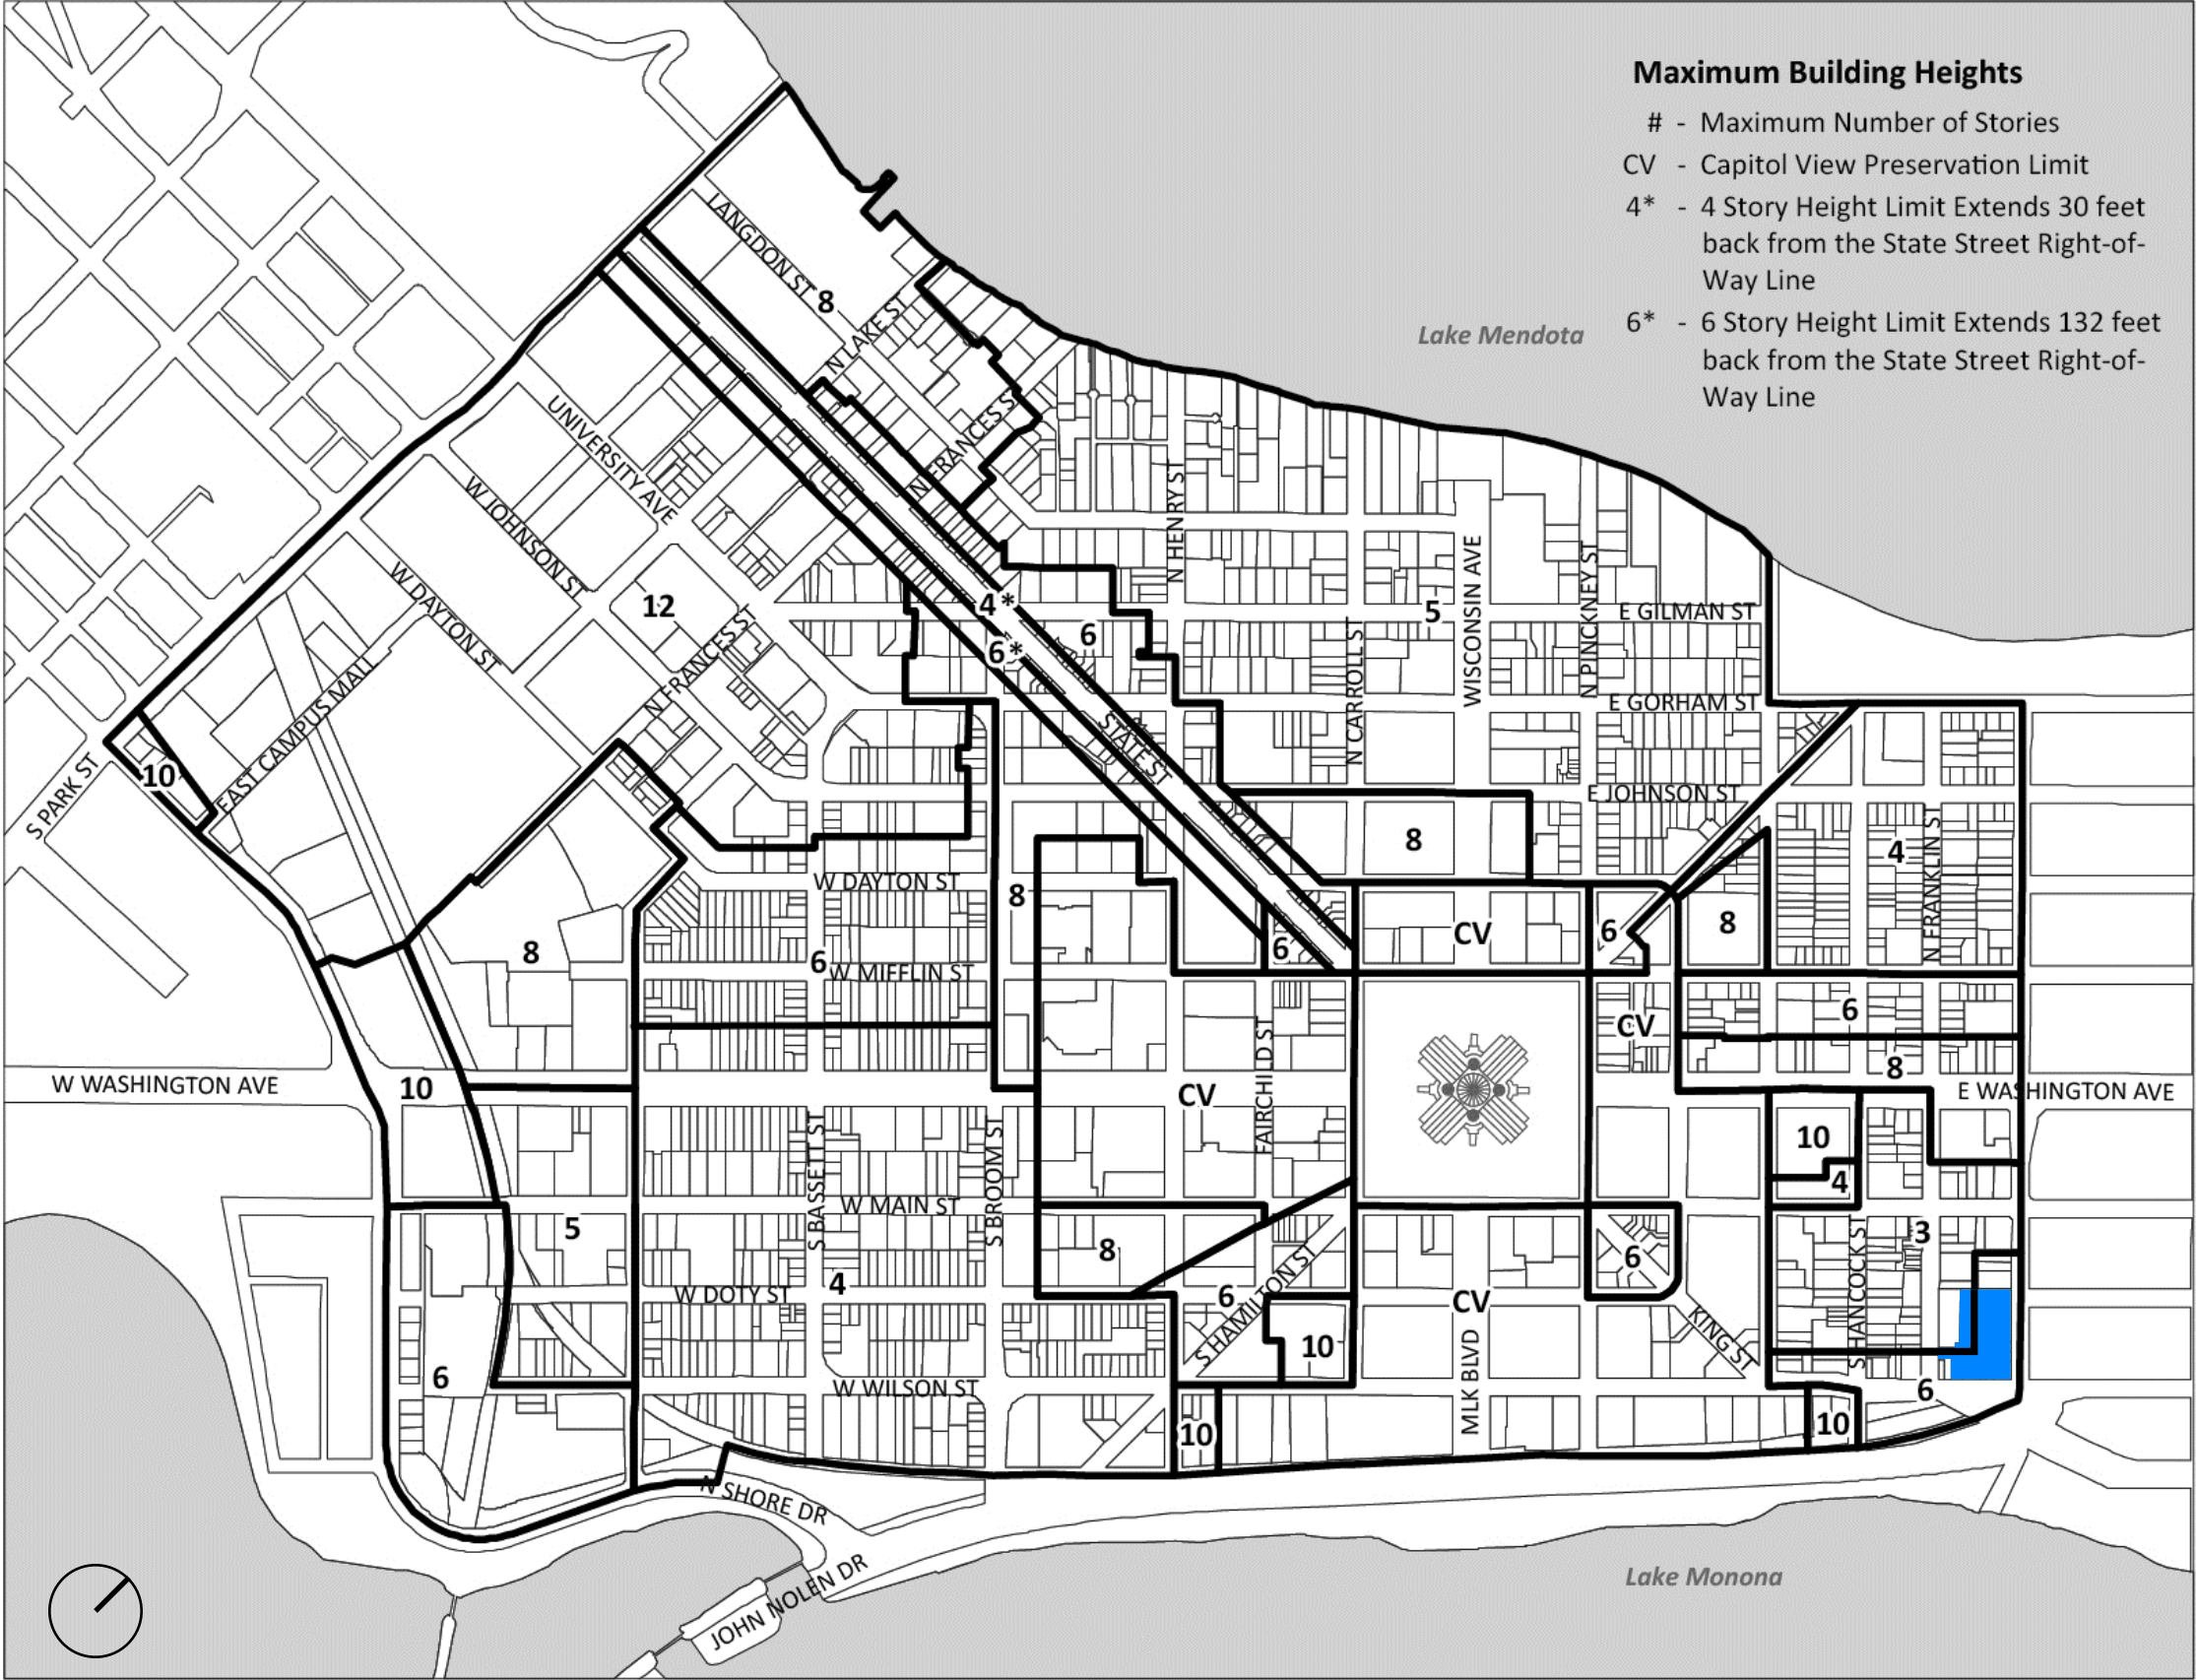 Maximum Building Heights
# - Maximum Number of Stories
CV - Capitol View Preservation Limit
4* - 4 Story Height Limit Extends 30 feet
back from the State Street Right-of-
Way Line
6* - 6 Story Height Limit Extends 132 feet
back from the State Street Right-of-
Way Line
Lake Mendota
LANGDON ST
8
N LAKE ST
N FRANCES ST
UNIVERSITY AVE
W JOHNSON ST
W DAYTON ST
12
N FRANCES ST
4*
6*
6
N HENRY ST
5
WISCONSIN AVE
N CARROLL ST
N PINCKNEY ST
E GILMAN ST
E GORHAM ST
E JOHNSON ST
STATE ST
EAST CAMPUS MALL
10
S PARK ST
8
4
N FRANKLIN ST
W DAYTON ST
8
8
6
W MIFFLIN ST
6
CV
6
8
CV
6
8
W WASHINGTON AVE
10
CV
FAIRCHILD ST
E WASHINGTON AVE
10
4
S BASSETT ST
S BROOM ST
W MAIN ST
5
8
6
3
S HANCOCK ST
4
W DOTY ST
6
S HAMILTON ST
10
CV
MLK BLVD
KING ST
6
W WILSON ST
6
10
10
N SHORE DR
JOHN NOLEN DR
Lake Monona